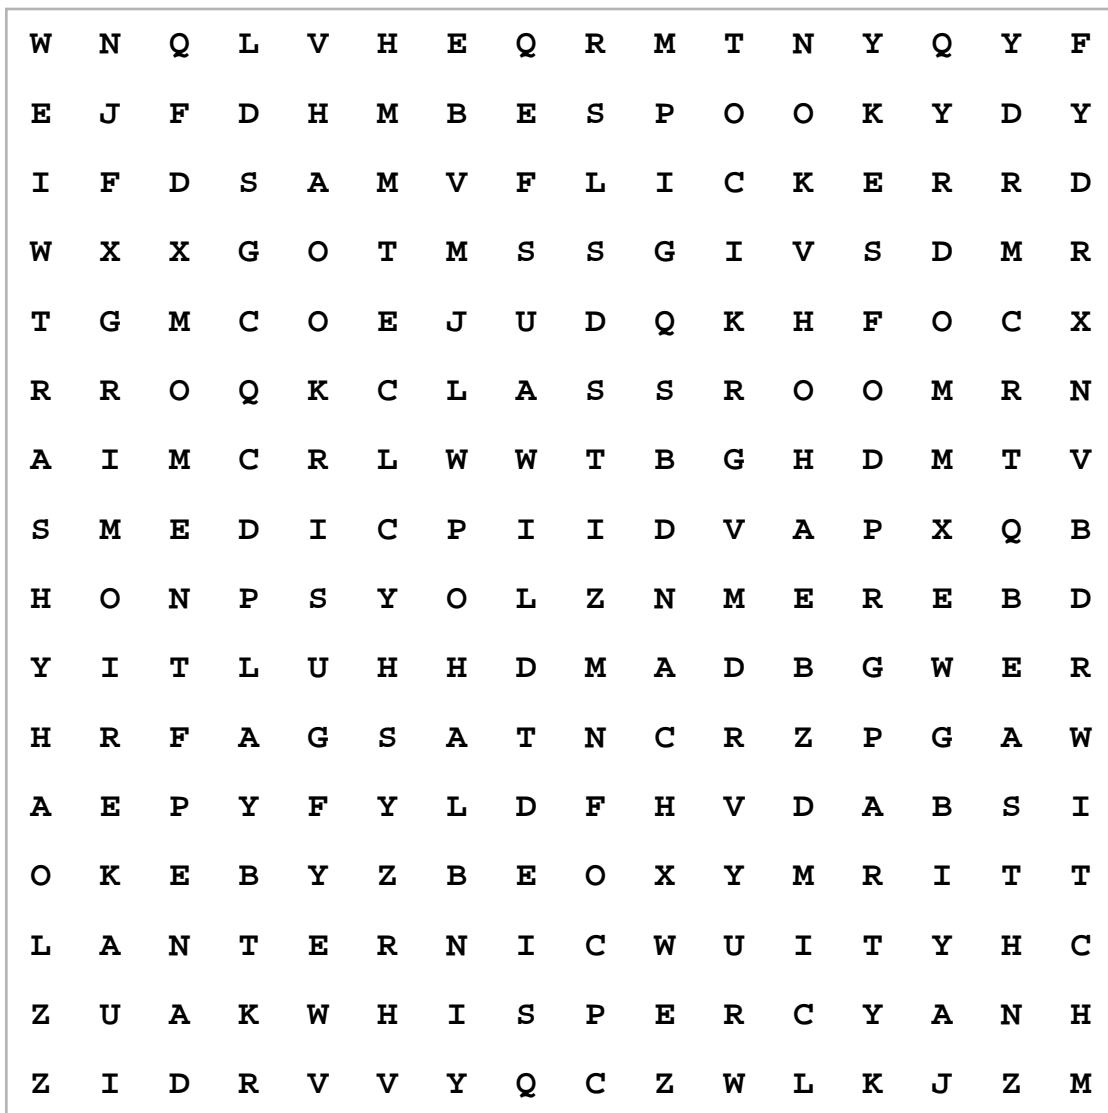 W N Q L V H E Q R M T N Y Q Y F
E J F D H M B E S P O O K Y D Y
I F D S A M V F L I C K E R R D
W X X G O T M S S G I V S D M R
T G M C O E J U D Q K H F O C X
R R O Q K C L A S S R O O M R N
A I M C R L W W T B G H D M T V
S M E D I C P I I D V A P X Q B
H O N P S Y O L Z N M E R E B D
Y I T L U H H D M A D B G W E R
H R F A G S A T N C R Z P G A W
A E P Y F Y L D F H V D A B S I
O K E B Y Z B E O X Y M R I T T
L A N T E R N I C W U I T Y H C
Z U A K W H I S P E R C Y A N H
Z I D R V V Y Q C Z W L K J Z M